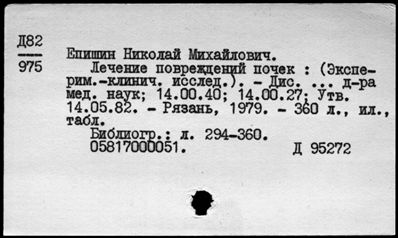 Д82
975
Епишин Николай Михайлович.
Лечение повреждений почек : (Экспе-
рим.-клинич. исслед.). - Дис. ... д-ра
мед. наук; 14.00.40; 14.00.27; Утв.
14.05.82. - Рязань, 1979. - 360 л., ил.,
табл.
Библиогр.: л. 294-360.
05817000051.
Д 95272